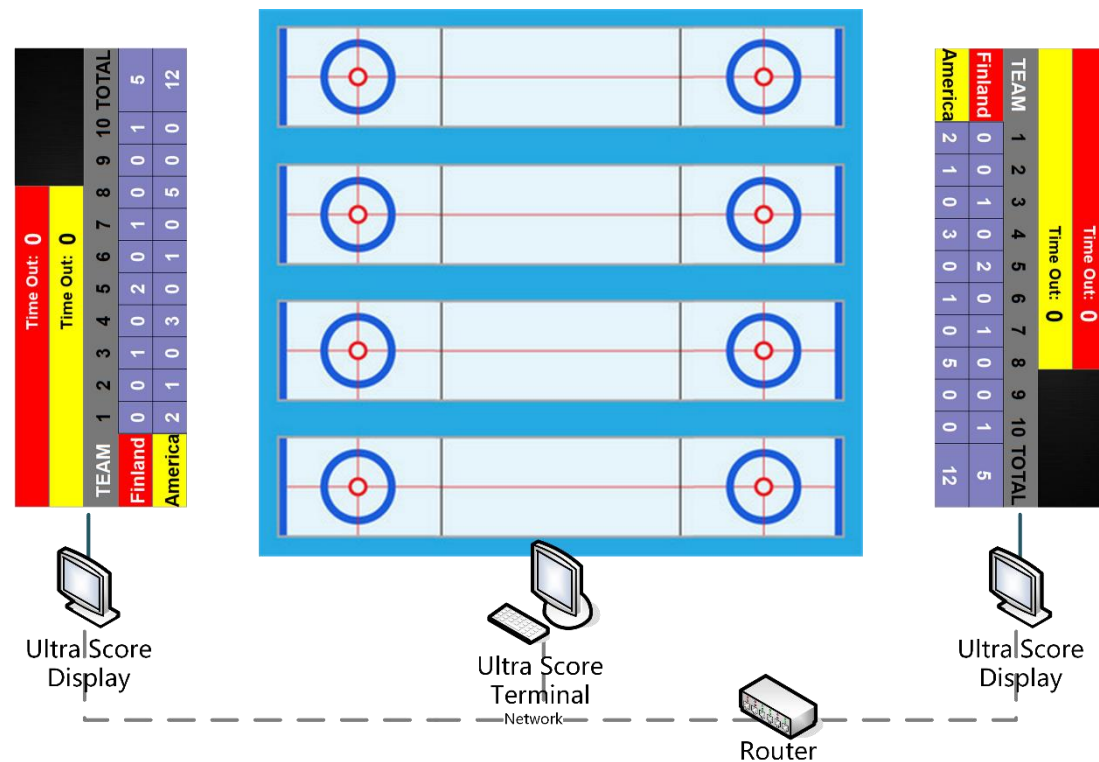 TEAM 1 2 3 4 5 6 7 8 9 10 TOTAL
Finland 0 0 1 0 2 0 1 0 0 1 5
America 2 1 0 3 0 1 0 5 0 0 12
Time Out: 0
Time Out: 0
Time Out: 0
Time Out: 0
TEAM 1 2 3 4 5 6 7 8 9 10 TOTAL
Finland 0 0 1 0 2 0 1 0 0 1 5
America 2 1 0 3 0 1 0 5 0 0 12
Ultra Score
Display
Ultra Score
Terminal
Network
Router
Ultra Score
Display